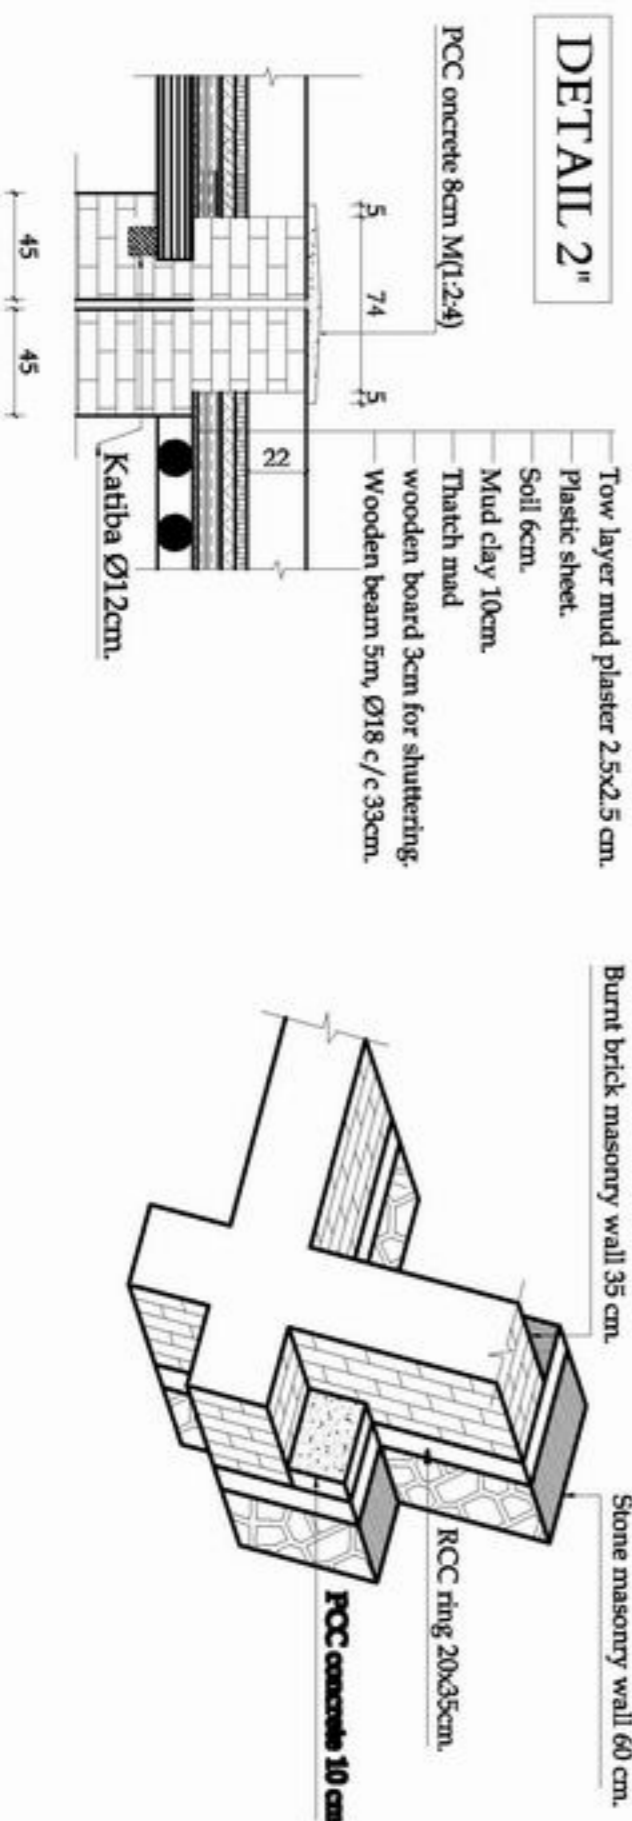 DETAIL 2"
PCC oncrete 8cm M(1:2:4)
5
74
5
22
45
45
Tow layer mud plaster 2.5x2.5 cm.
Plastic sheet.
Soil 6cm.
Mud clay 10cm.
Thatch mad
wooden board 3cm for shuttering.
Wooden beam 5m, Ø18 c/c 33cm.
Katiba Ø12cm.
Burnt brick masonry wall 35 cm.
Stone masonry wall 60 cm.
RCC ring 20x35cm.
PCC concrete 10 cm